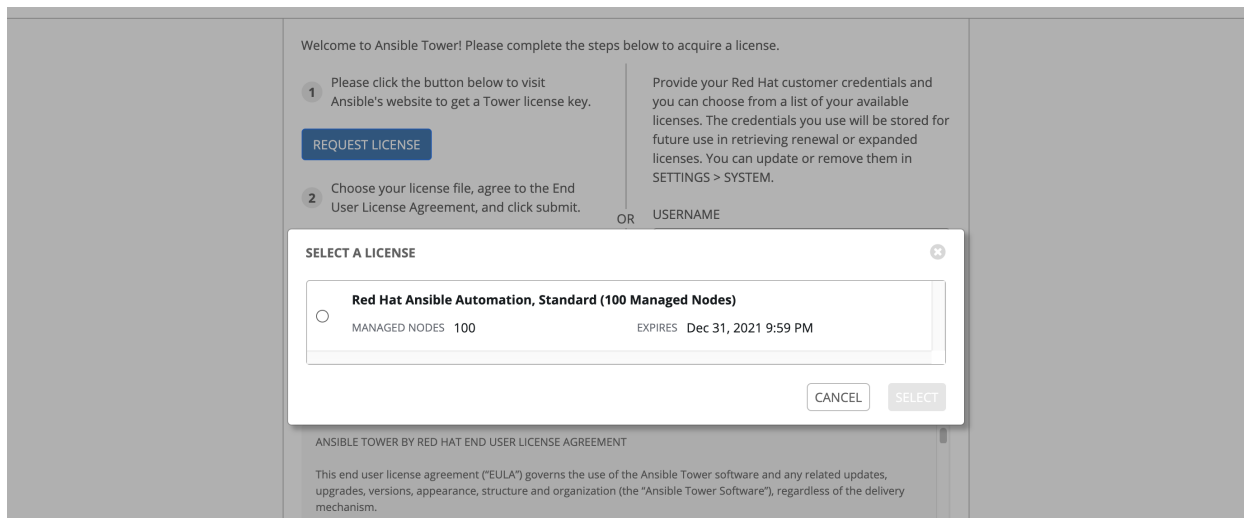 Welcome to Ansible Tower! Please complete the steps below to acquire a license.
1
Please click the button below to visit
Ansible's website to get a Tower license key.
REQUEST LICENSE
2
Choose your license file, agree to the End
User License Agreement, and click submit.
OR
Provide your Red Hat customer credentials and
you can choose from a list of your available
licenses. The credentials you use will be stored for
future use in retrieving renewal or expanded
licenses. You can update or remove them in
SETTINGS > SYSTEM.
USERNAME
SELECT A LICENSE
Red Hat Ansible Automation, Standard (100 Managed Nodes)
MANAGED NODES 100
EXPIRES Dec 31, 2021 9:59 PM
CANCEL
SELECT
ANSIBLE TOWER BY RED HAT END USER LICENSE AGREEMENT
This end user license agreement (“EULA”) governs the use of the Ansible Tower software and any related updates,
upgrades, versions, appearance, structure and organization (the “Ansible Tower Software”), regardless of the delivery
mechanism.